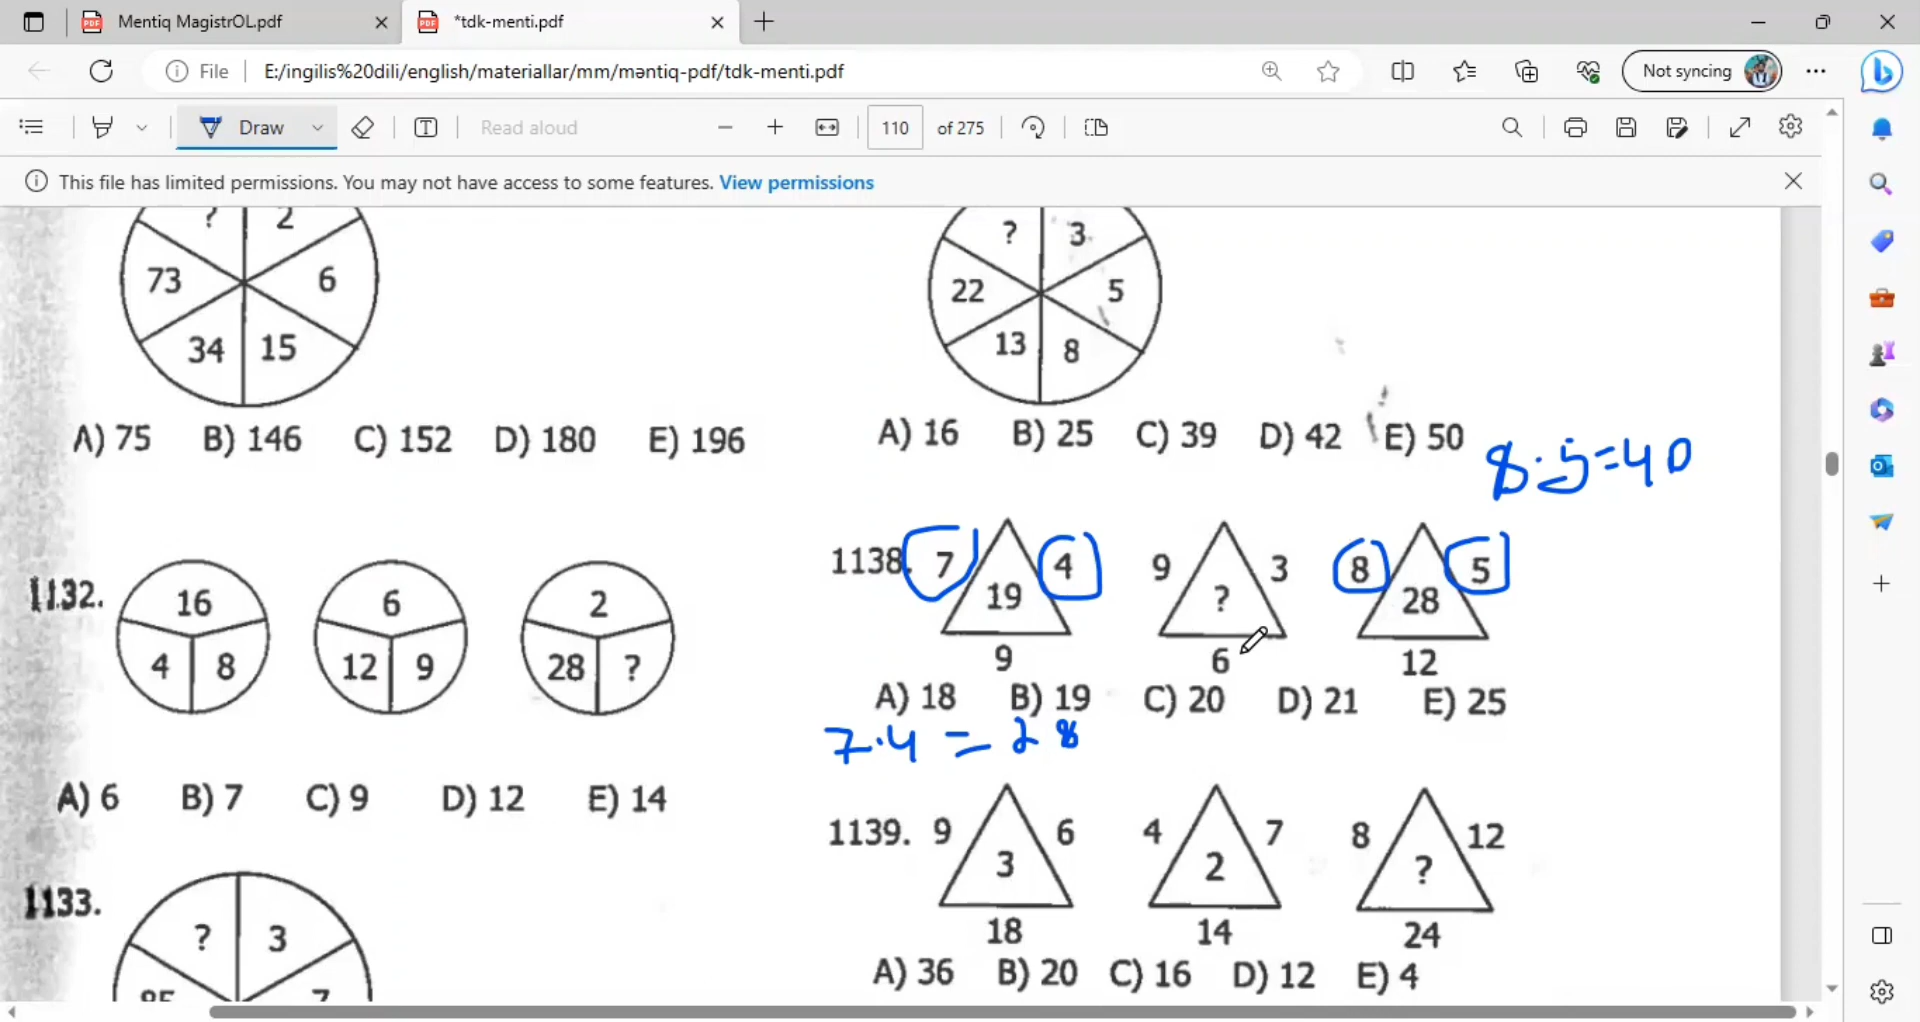 Mentiq MagistrOL.pdf
*tdk-menti.pdf
File
E:/ingilis%20dili/english/materiallar/mm/məntiq-pdf/tdk-menti.pdf
Not syncing
Draw
Read aloud
110 of 275
This file has limited permissions. You may not have access to some features. View permissions
? 2
73 6
34 15
A) 75 B) 146 C) 152 D) 180 E) 196
? 3
22 5
13 8
A) 16 B) 25 C) 39 D) 42 E) 50
8·5=40
1132.
16 6 2
4 8 12 9 28 ?
A) 6 B) 7 C) 9 D) 12 E) 14
1133.
? 3
85 7
1138. 7 4 9 3 8 5
19 ? 28
9 6 12
A) 18 B) 19 C) 20 D) 21 E) 25
7·4 = 28
1139. 9 6 4 7 8 12
3 2 ?
18 14 24
A) 36 B) 20 C) 16 D) 12 E) 4